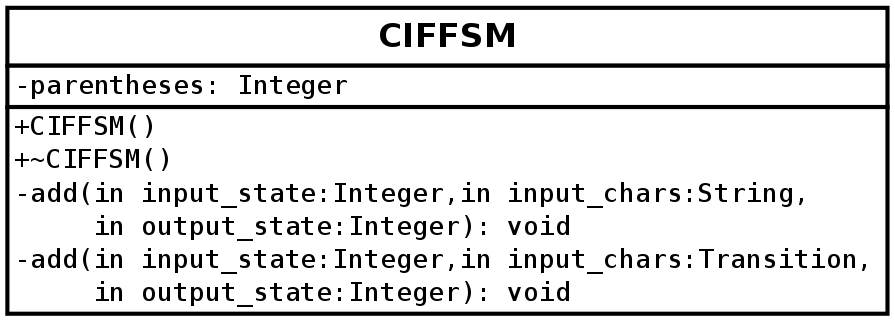 CIFFSM
-parentheses: Integer
+CIFFSM()
+~CIFFSM()
-add(in input_state:Integer,in input_chars:String,
in output_state:Integer): void
-add(in input_state:Integer,in input_chars:Transition,
in output_state:Integer): void